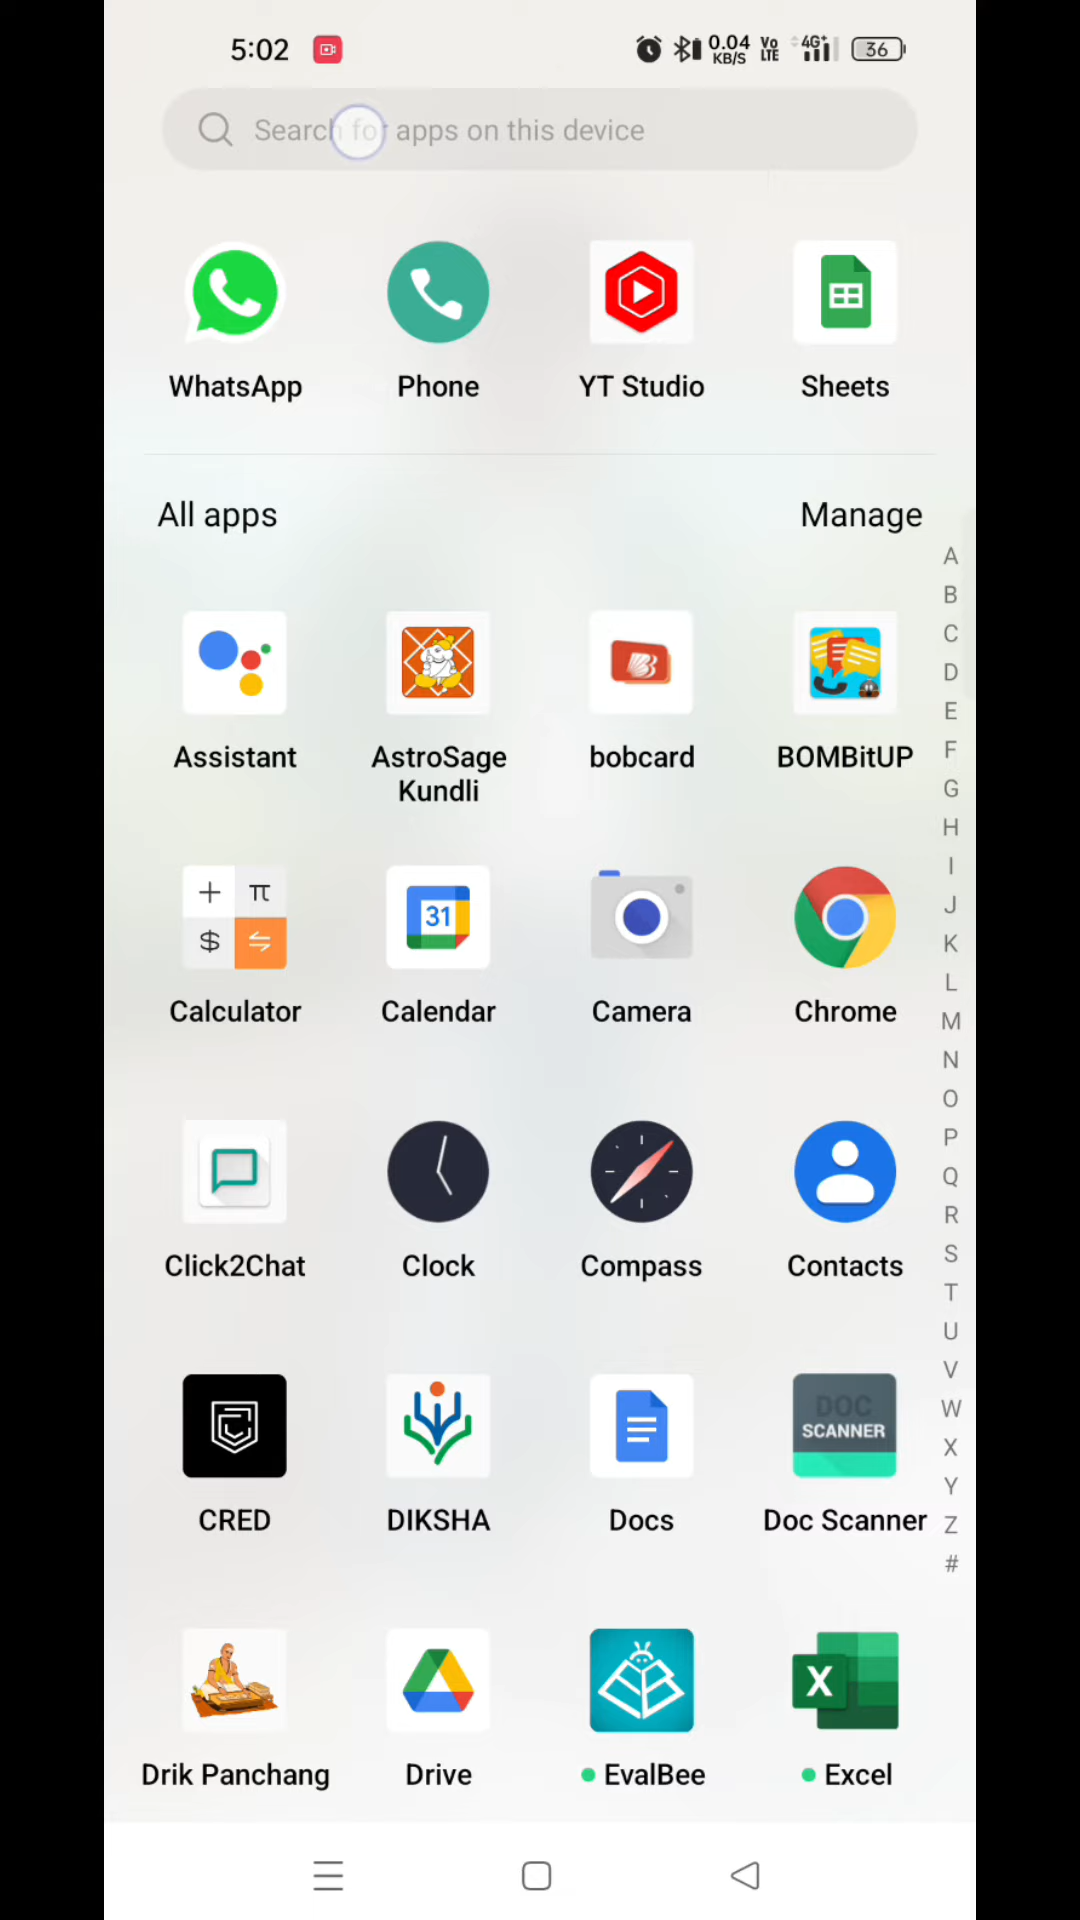 5:02 0.04 KB/S Vo LTE 4G+ 36
Search for apps on this device
WhatsApp Phone YT Studio Sheets
All apps Manage
A
B
C
D
E
F
G
H
I
J
K
L
M
N
O
P
Q
R
S
T
U
V
W
X
Y
Z
#
Assistant AstroSage Kundli bobcard BOMBitUP
+ π
$
31
Calculator Calendar Camera Chrome
Click2Chat Clock Compass Contacts
DOC
SCANNER
CRED DIKSHA Docs Doc Scanner
X
Drik Panchang Drive EvalBee Excel